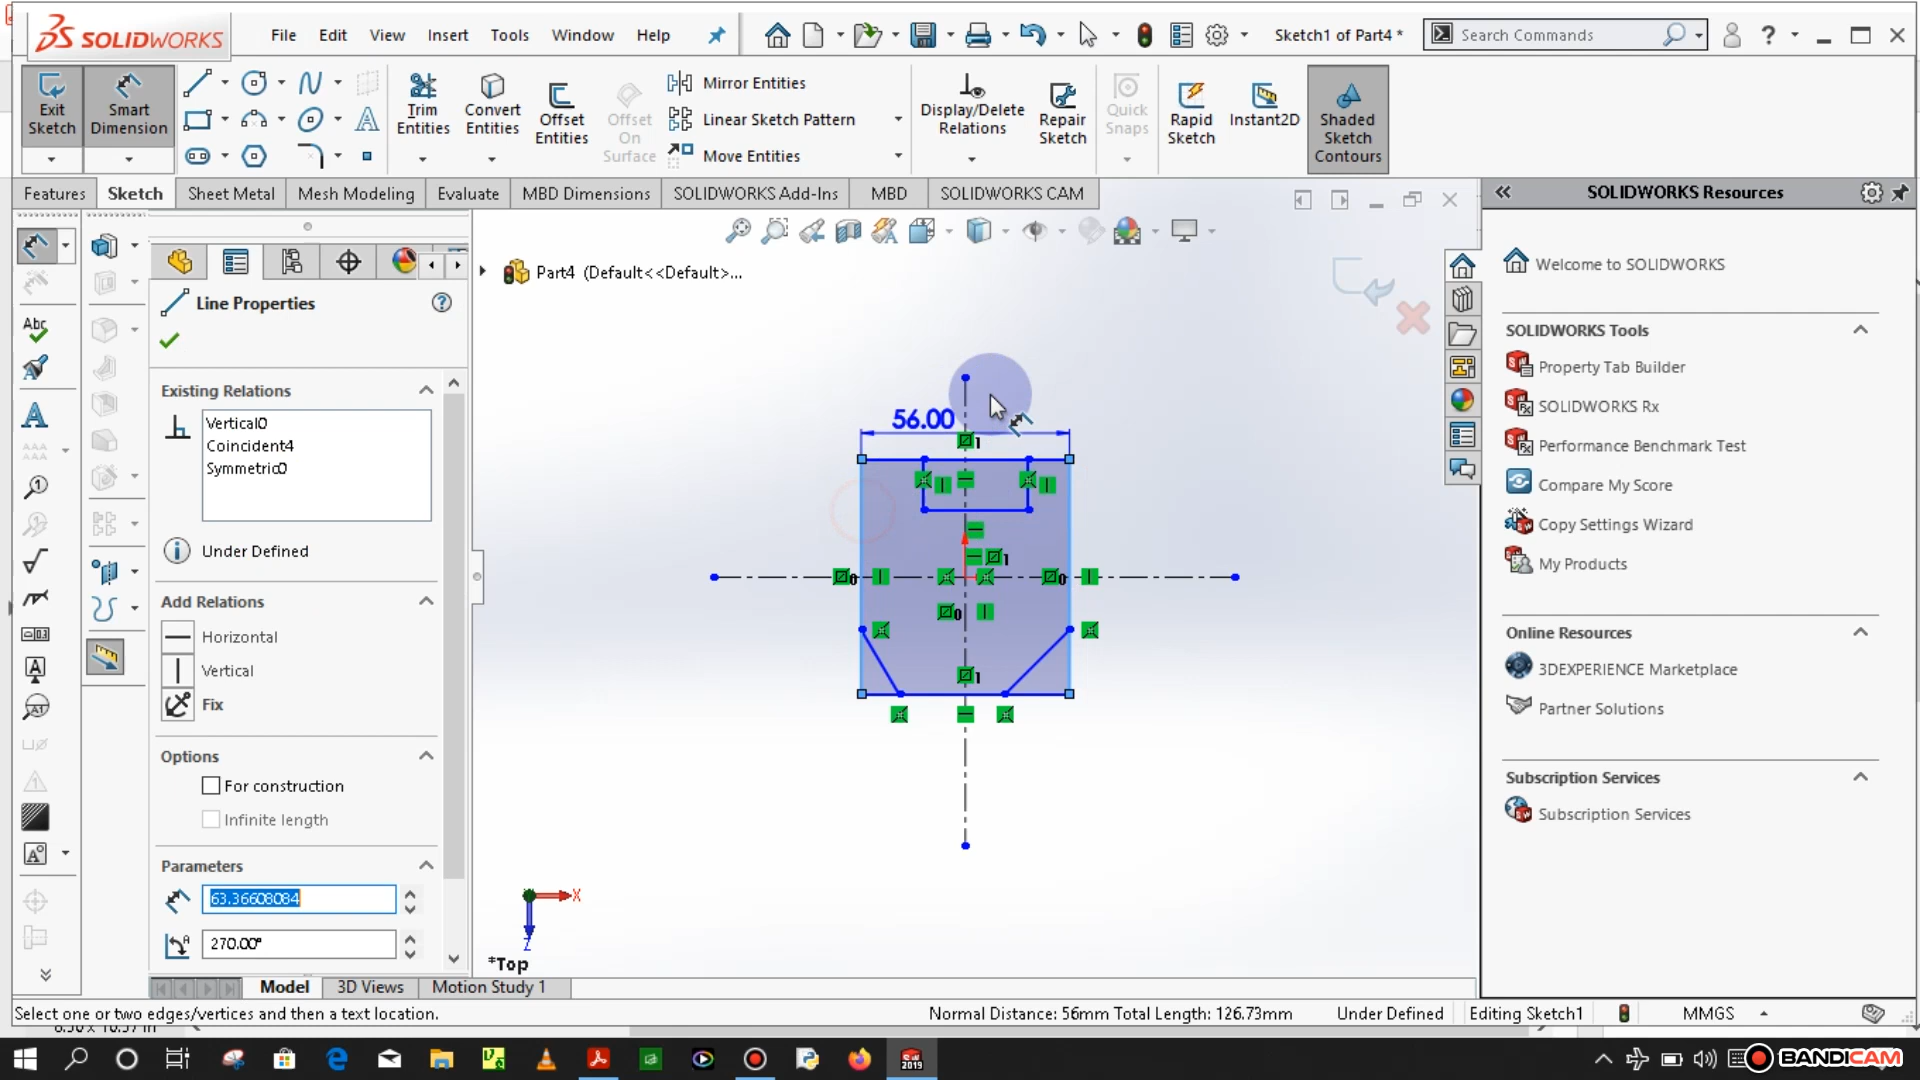 SOLIDWORKS
File Edit View Insert Tools Window Help
Sketch1 of Part4 *
Search Commands
Exit Sketch
Smart Dimension
Trim Entities
Convert Entities
Offset Entities
Offset On Surface
Mirror Entities
Linear Sketch Pattern
Move Entities
Display/Delete Relations
Repair Sketch
Quick Snaps
Rapid Sketch
Instant2D
Shaded Sketch Contours
Features Sketch Sheet Metal Mesh Modeling Evaluate MBD Dimensions SOLIDWORKS Add-Ins MBD SOLIDWORKS CAM
SOLIDWORKS Resources
Part4 (Default<<Default>...
Line Properties
Existing Relations
Vertical0
Coincident4
Symmetric0
Under Defined
Add Relations
Horizontal
Vertical
Fix
Options
For construction
Infinite length
Parameters
63.36608084
270.00°
56.00
X
Z
*Top
Welcome to SOLIDWORKS
SOLIDWORKS Tools
Property Tab Builder
SOLIDWORKS Rx
Performance Benchmark Test
Compare My Score
Copy Settings Wizard
My Products
Online Resources
3DEXPERIENCE Marketplace
Partner Solutions
Subscription Services
Subscription Services
Model 3D Views Motion Study 1
Select one or two edges/vertices and then a text location.
Normal Distance: 56mm Total Length: 126.73mm Under Defined Editing Sketch1 MMGS
BANDICAM